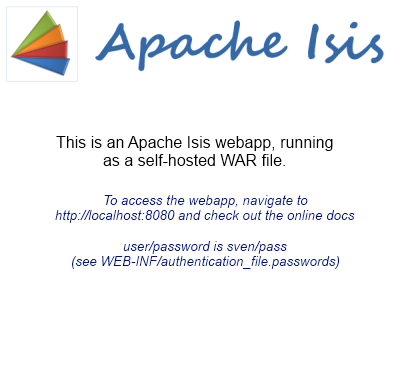 Apache Isis
This is an Apache Isis webapp, running
as a self-hosted WAR file.
To access the webapp, navigate to
http://localhost:8080 and check out the online docs
user/password is sven/pass
(see WEB-INF/authentication_file.passwords)